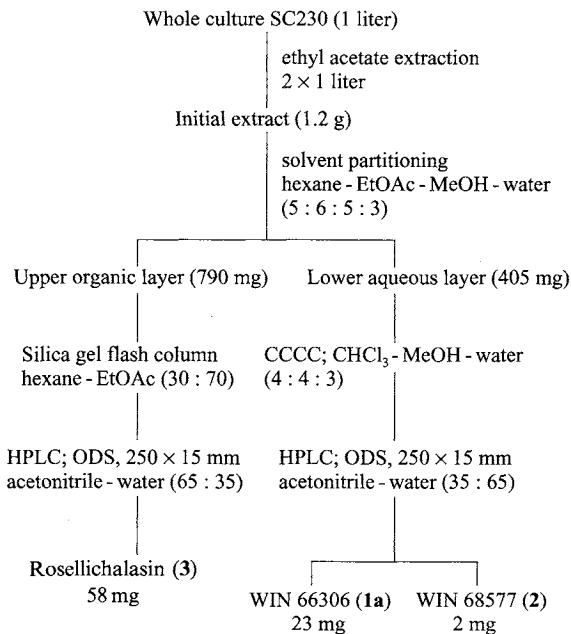 Whole culture SC230 (1 liter)
ethyl acetate extraction
2 × 1 liter
Initial extract (1.2 g)
solvent partitioning
hexane - EtOAc - MeOH - water
(5 : 6 : 5 : 3)
Upper organic layer (790 mg)
Lower aqueous layer (405 mg)
Silica gel flash column
hexane - EtOAc (30 : 70)
CCCC; CHCl₃ - MeOH - water
(4 : 4 : 3)
HPLC; ODS, 250 × 15 mm
acetonitrile - water (65 : 35)
HPLC; ODS, 250 × 15 mm
acetonitrile - water (35 : 65)
Rosellichalasin (3)
58 mg
WIN 66306 (1a)
23 mg
WIN 68577 (2)
2 mg